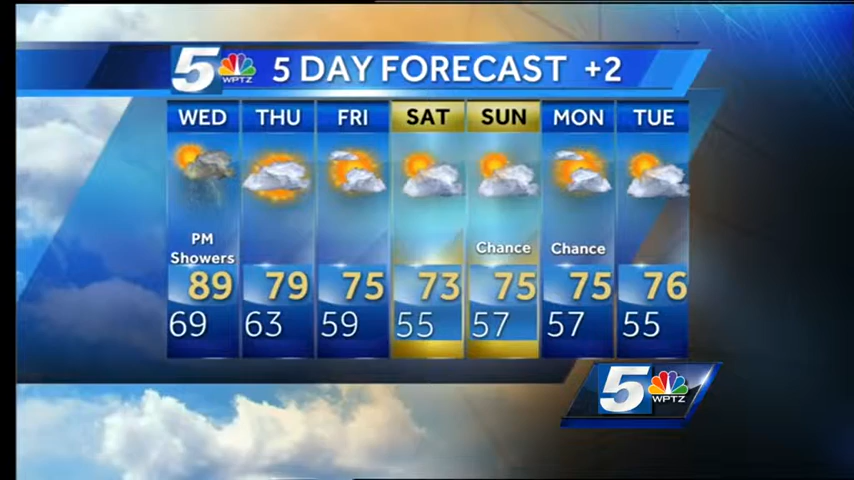 5 WPTZ 5 DAY FORECAST +2
WED THU FRI SAT SUN MON TUE
PM
Showers Chance Chance
89 79 75 73 75 75 76
69 63 59 55 57 57 55
5 WPTZ